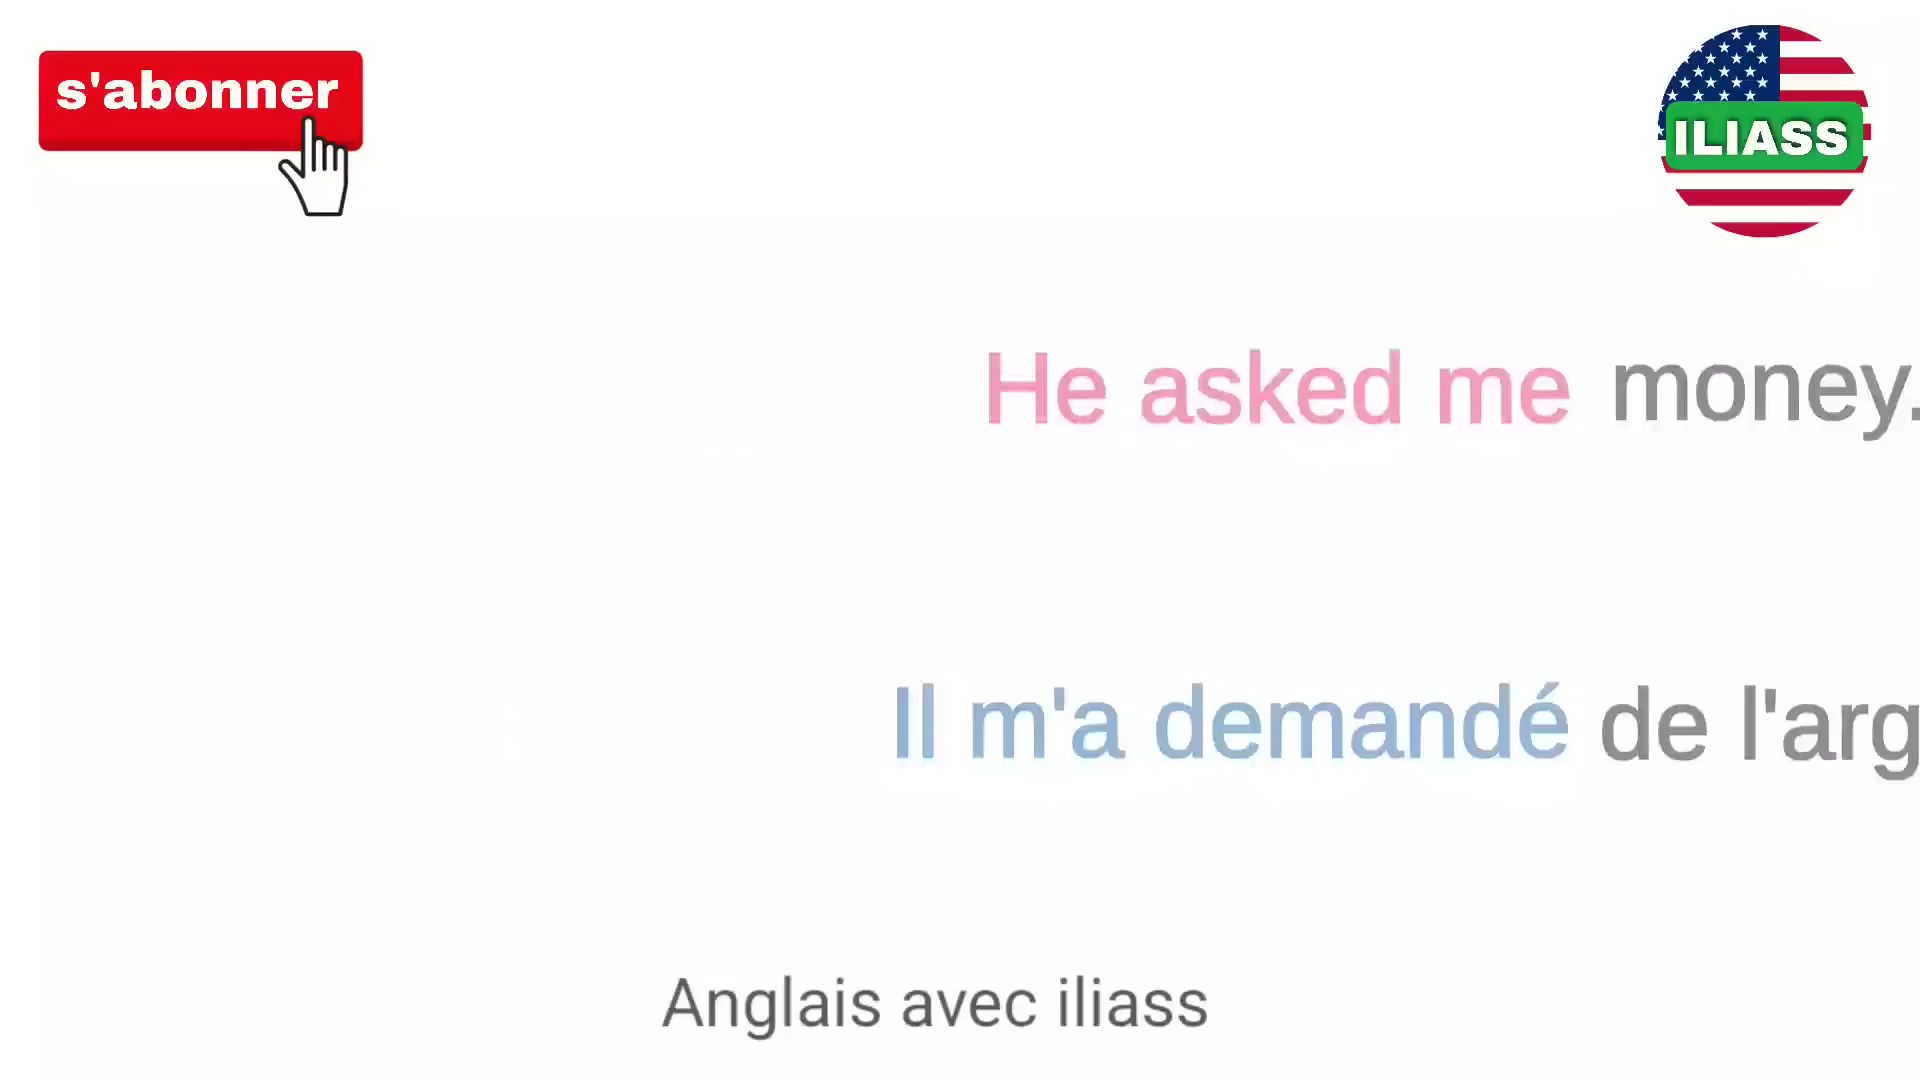 s'abonner
ILIASS
He asked me money.
Il m'a demandé de l'arg
Anglais avec iliass